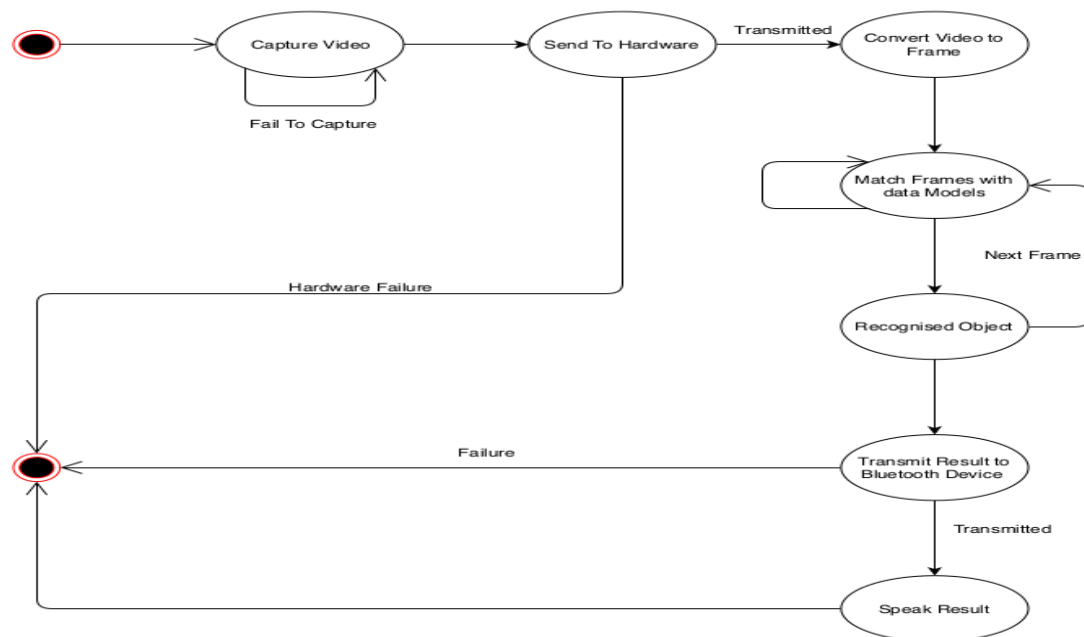 Capture Video
Send To Hardware
Transmitted
Convert Video to
Frame
Fail To Capture
Match Frames with
data Models
Next Frame
Hardware Failure
Recognised Object
Failure
Transmit Result to
Bluetooth Device
Transmitted
Speak Result